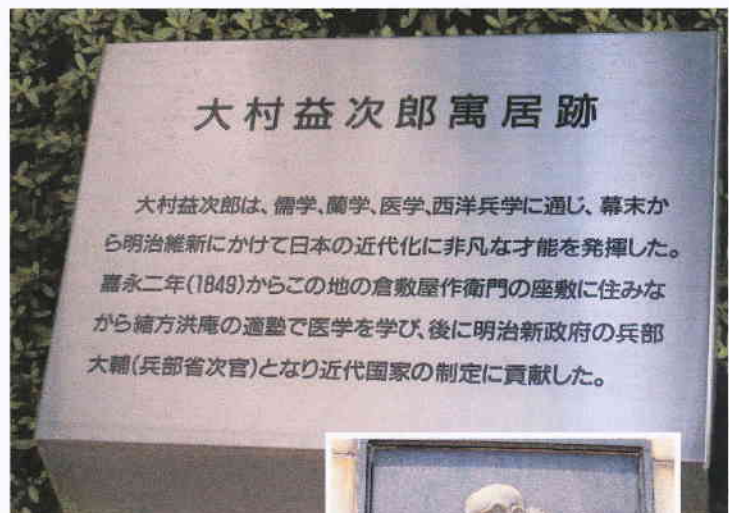 大村益次郎寓居跡
大村益次郎は、儒学、蘭学、医学、西洋兵学に通じ、幕末か
ら明治維新にかけて日本の近代化に非凡な才能を発揮した。
嘉永二年(1849)からこの地の倉敷屋作衛門の座敷に住みな
がら緒方洪庵の適塾で医学を学び、後に明治新政府の兵部
大輔(兵部省次官)となり近代国家の制定に貢献した。